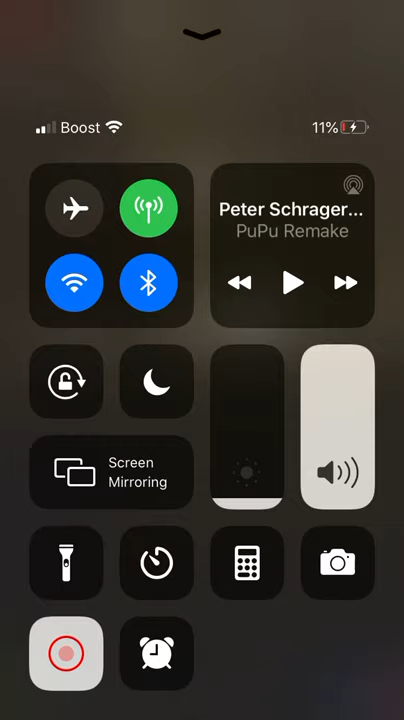 Boost
11%
Peter Schrager...
PuPu Remake
Screen
Mirroring